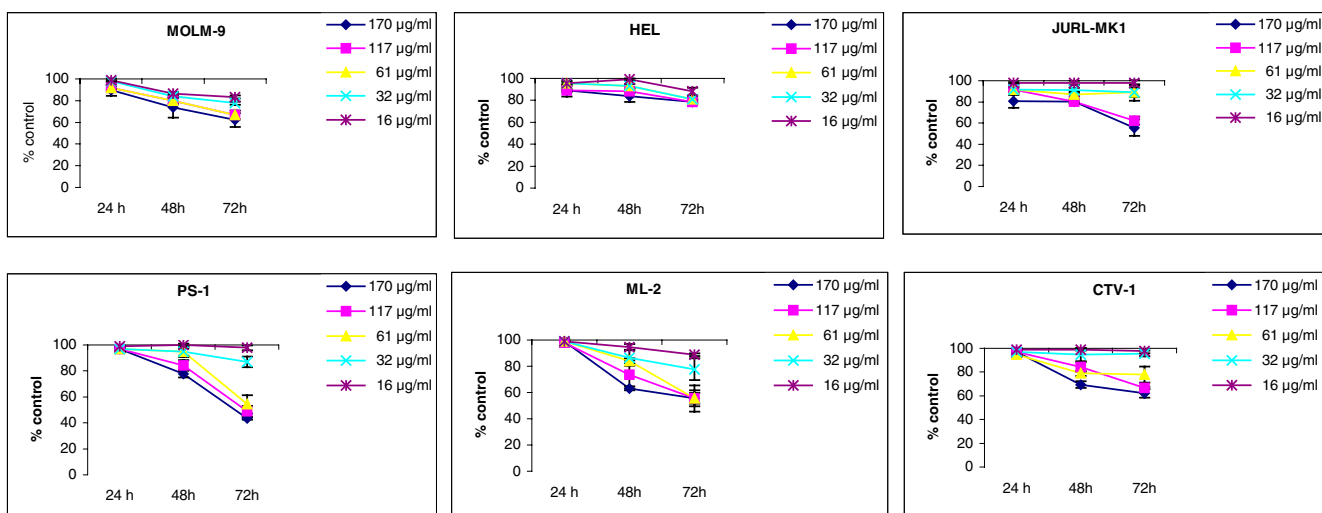 MOLM-9
170 µg/ml
117 µg/ml
61 µg/ml
32 µg/ml
16 µg/ml
% control
100
80
60
40
20
0
24 h 48h 72h
HEL
170 µg/ml
117 µg/ml
61 µg/ml
32 µg/ml
16 µg/ml
% control
100
80
60
40
20
0
24 h 48h 72h
JURL-MK1
170 µg/ml
117 µg/ml
61 µg/ml
32 µg/ml
16 µg/ml
% control
100
80
60
40
20
0
24 h 48h 72h
PS-1
170 µg/ml
117 µg/ml
61 µg/ml
32 µg/ml
16 µg/ml
% control
100
80
60
40
20
0
24 h 48h 72h
ML-2
170 µg/ml
117 µg/ml
61 µg/ml
32 µg/ml
16 µg/ml
% control
100
80
60
40
20
0
24 h 48h 72h
CTV-1
170 µg/ml
117 µg/ml
61 µg/ml
32 µg/ml
16 µg/ml
% control
100
80
60
40
20
0
24 h 48h 72h